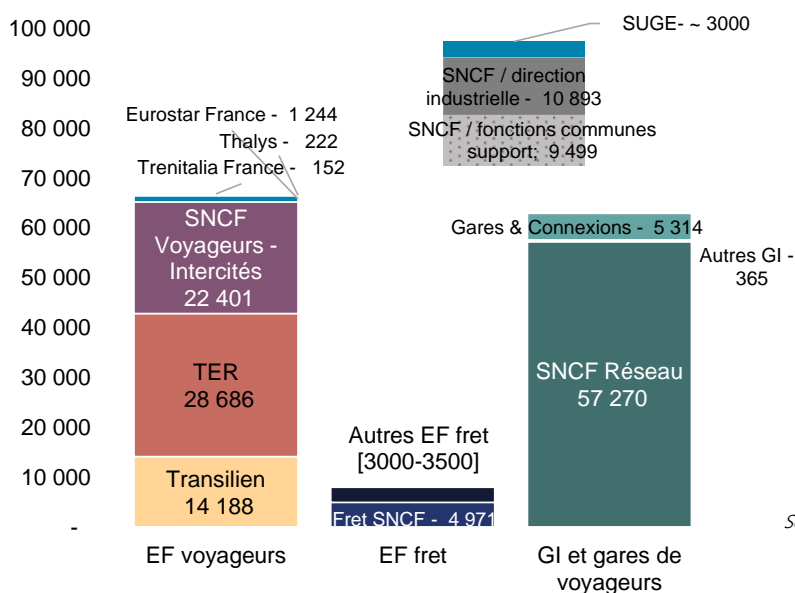 100 000
90 000
80 000
70 000
60 000
50 000
40 000
30 000
20 000
10 000
-
SUGE- ~ 3000
SNCF / direction
industrielle - 10 893
SNCF / fonctions communes
support; 9 499
Eurostar France - 1 244
Thalys - 222
Trenitalia France - 152
SNCF
Voyageurs -
Intercités
22 401
TER
28 686
Transilien
14 188
Autres EF fret
[3000-3500]
Fret SNCF - 4 971
Gares & Connexions - 5 314
Autres GI -
365
SNCF Réseau
57 270
EF voyageurs
EF fret
GI et gares de
voyageurs